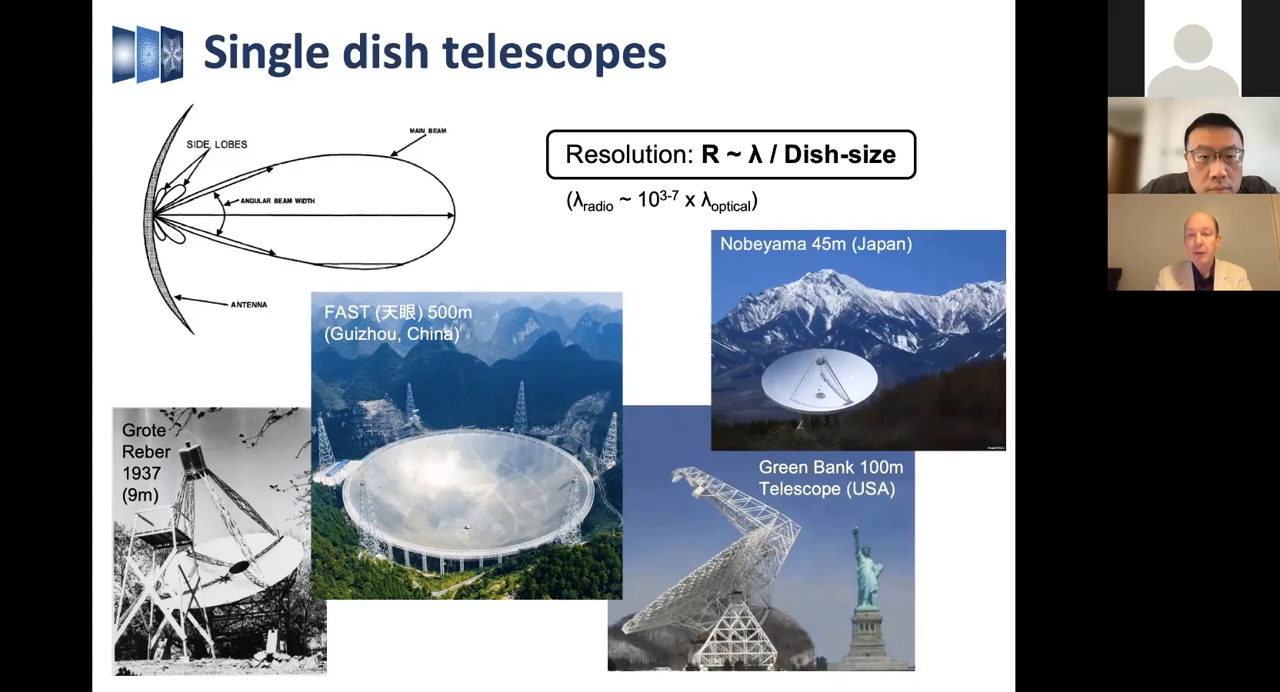 Single dish telescopes
SIDE LOBES
MAIN BEAM
ANGULAR BEAM WIDTH
ANTENNA
Resolution: R ~ λ / Dish-size
(λradio ~ 10³⁻⁷ x λoptical)
Nobeyama 45m (Japan)
FAST (天眼) 500m
(Guizhou, China)
Grote
Reber
1937
(9m)
Green Bank 100m
Telescope (USA)